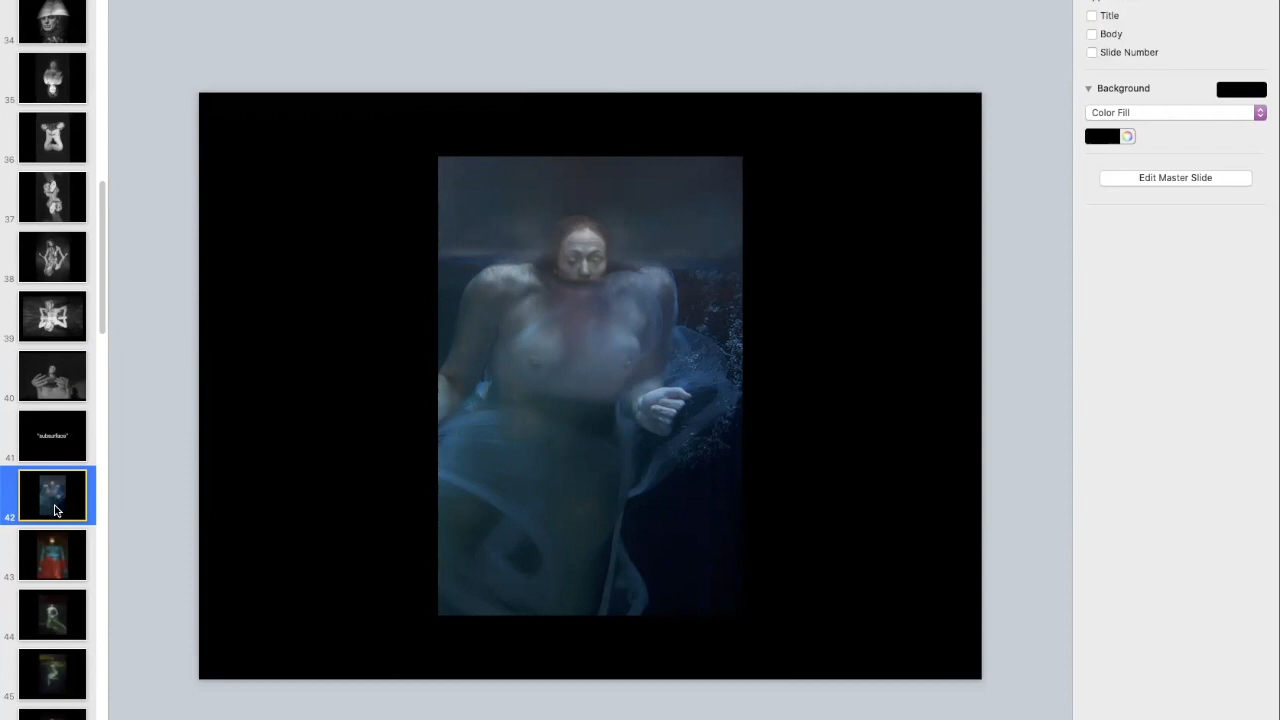 34
35
36
37
38
39
40
41
"subsurface"
42
43
44
45
Title
Body
Slide Number
Background
Color Fill
Edit Master Slide